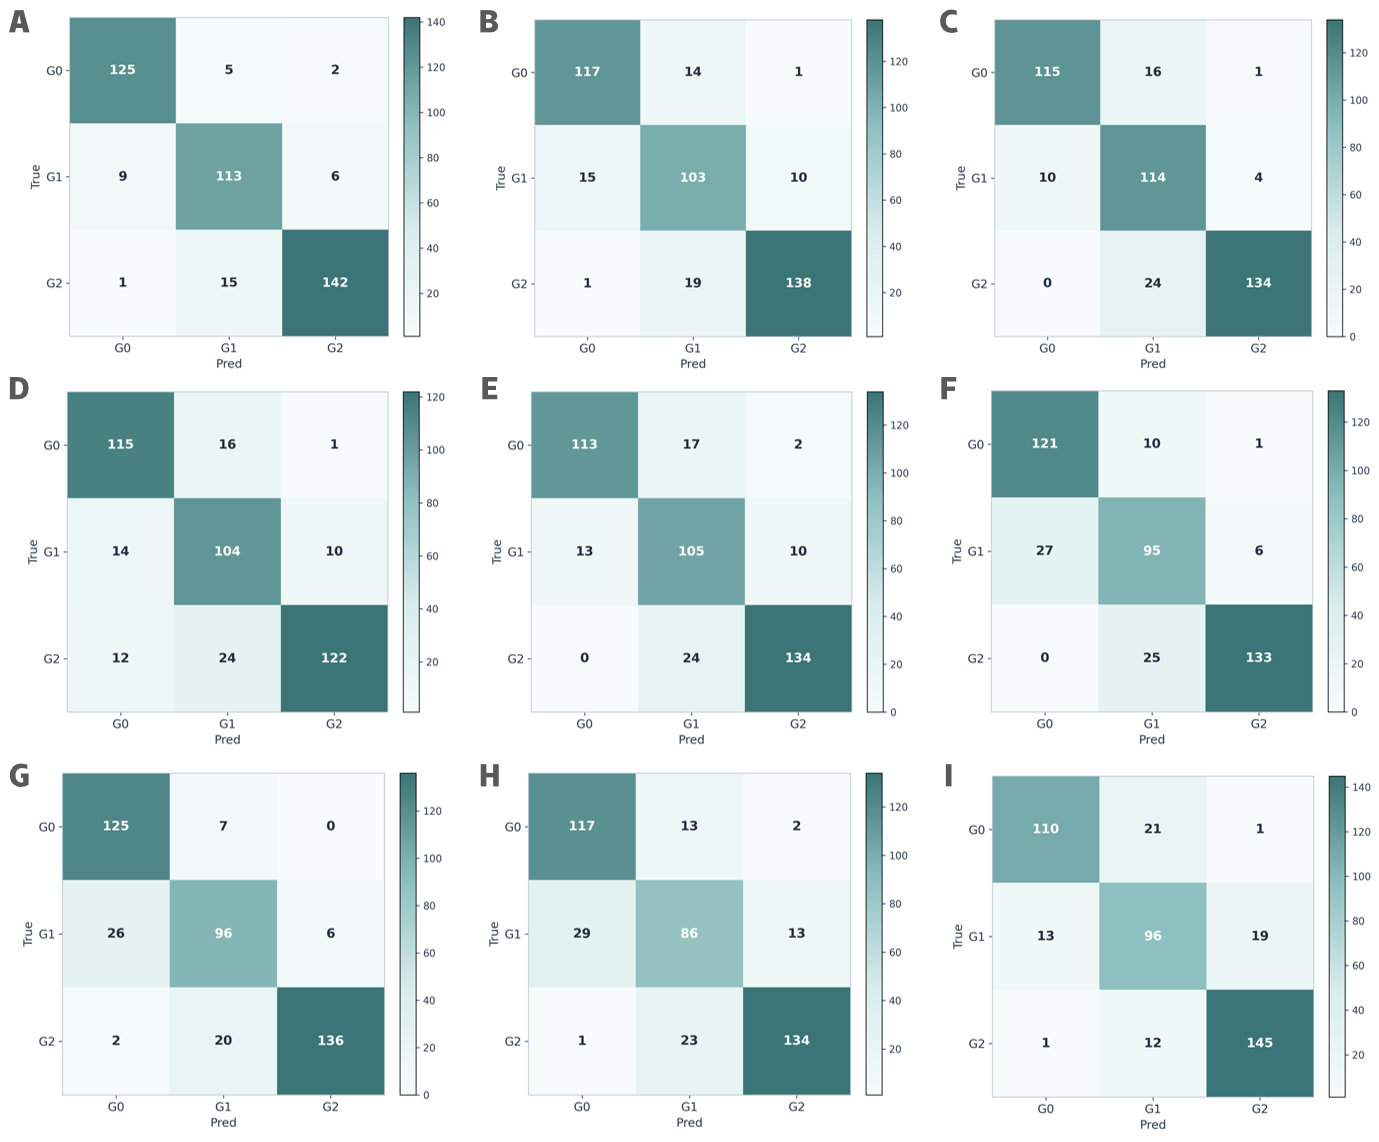 A
140
120
100
80
60
40
20
True
G0
125
5
2
G1
9
113
6
G2
1
15
142
G0
G1
G2
Pred
B
120
100
80
60
40
20
True
G0
117
14
1
G1
15
103
10
G2
1
19
138
G0
G1
G2
Pred
C
120
100
80
60
40
20
0
True
G0
115
16
1
G1
10
114
4
G2
0
24
134
G0
G1
G2
Pred
D
120
100
80
60
40
20
True
G0
115
16
1
G1
14
104
10
G2
12
24
122
G0
G1
G2
Pred
E
120
100
80
60
40
20
0
True
G0
113
17
2
G1
13
105
10
G2
0
24
134
G0
G1
G2
Pred
F
120
100
80
60
40
20
0
True
G0
121
10
1
G1
27
95
6
G2
0
25
133
G0
G1
G2
Pred
G
120
100
80
60
40
20
0
True
G0
125
7
0
G1
26
96
6
G2
2
20
136
G0
G1
G2
Pred
H
120
100
80
60
40
20
True
G0
117
13
2
G1
29
86
13
G2
1
23
134
G0
G1
G2
Pred
I
140
120
100
80
60
40
20
True
G0
110
21
1
G1
13
96
19
G2
1
12
145
G0
G1
G2
Pred